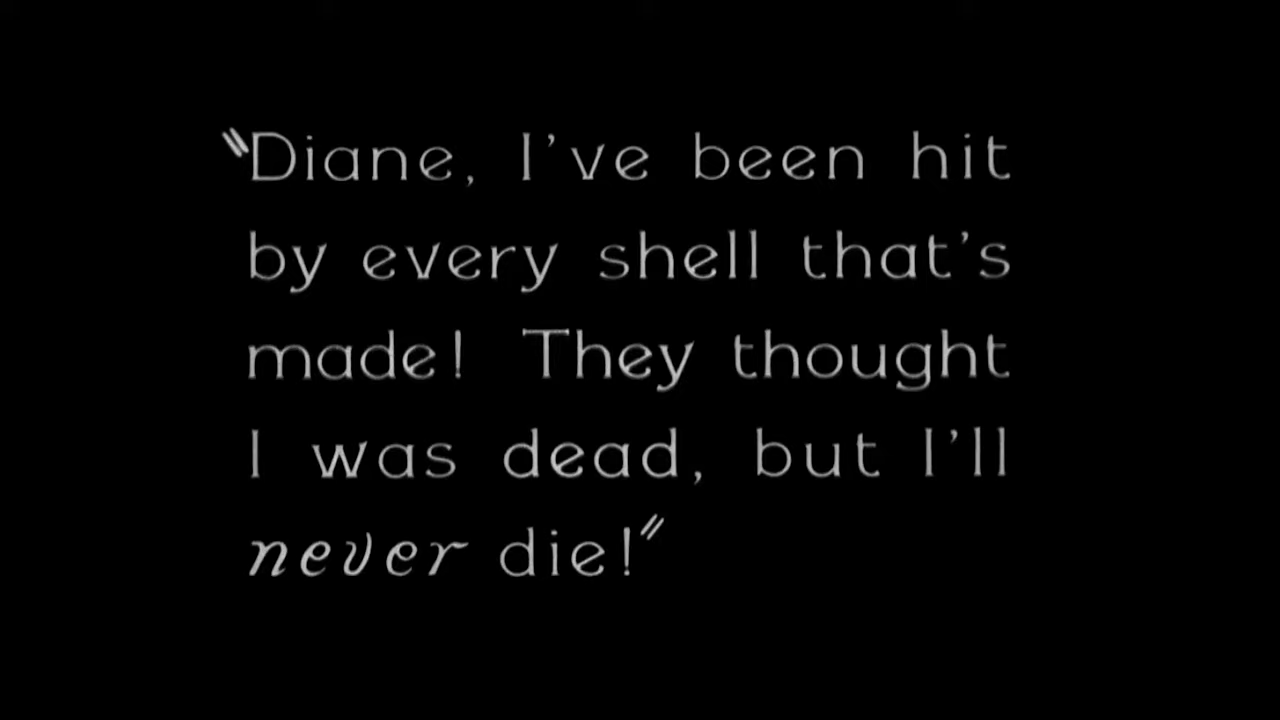 "Diane, I've been hit
by every shell that's
made! They thought
I was dead, but I'll
never die!"